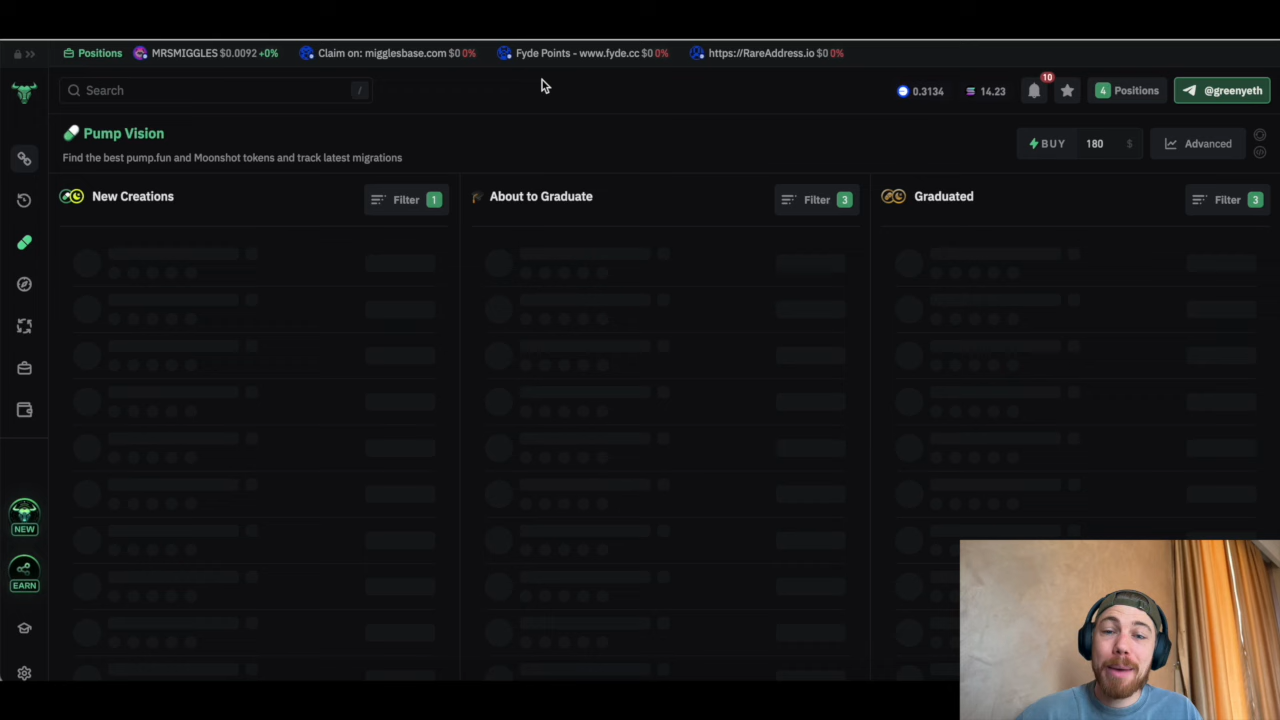 Positions MRSMIGGLES $0.0092 +0% Claim on: migglesbase.com $0 0% Fyde Points - www.fyde.cc $0 0% https://RareAddress.io $0 0%
Search / 0.3134 14.23 10 4 Positions @greenyeth
Pump Vision
Find the best pump.fun and Moonshot tokens and track latest migrations
BUY 180 $ Advanced
New Creations Filter 1
About to Graduate Filter 3
Graduated Filter 3
NEW
EARN